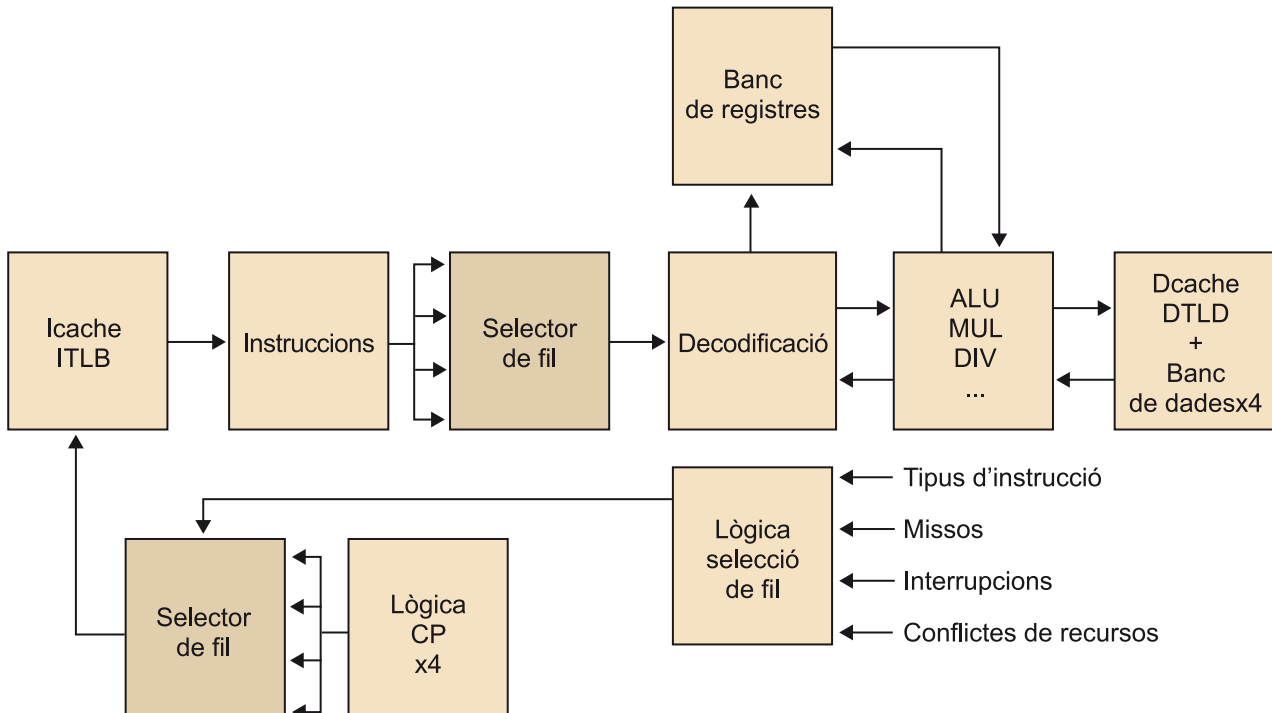 Banc
de registres
Icache
ITLB
Instruccions
Selector
de fil
Decodificació
ALU
MUL
DIV
...
Dcache
DTLD
+
Banc
de dadesx4
Selector
de fil
Lògica
CP
x4
Lògica
selecció
de fil
Tipus d’instrucció
Missos
Interrupcions
Conflictes de recursos